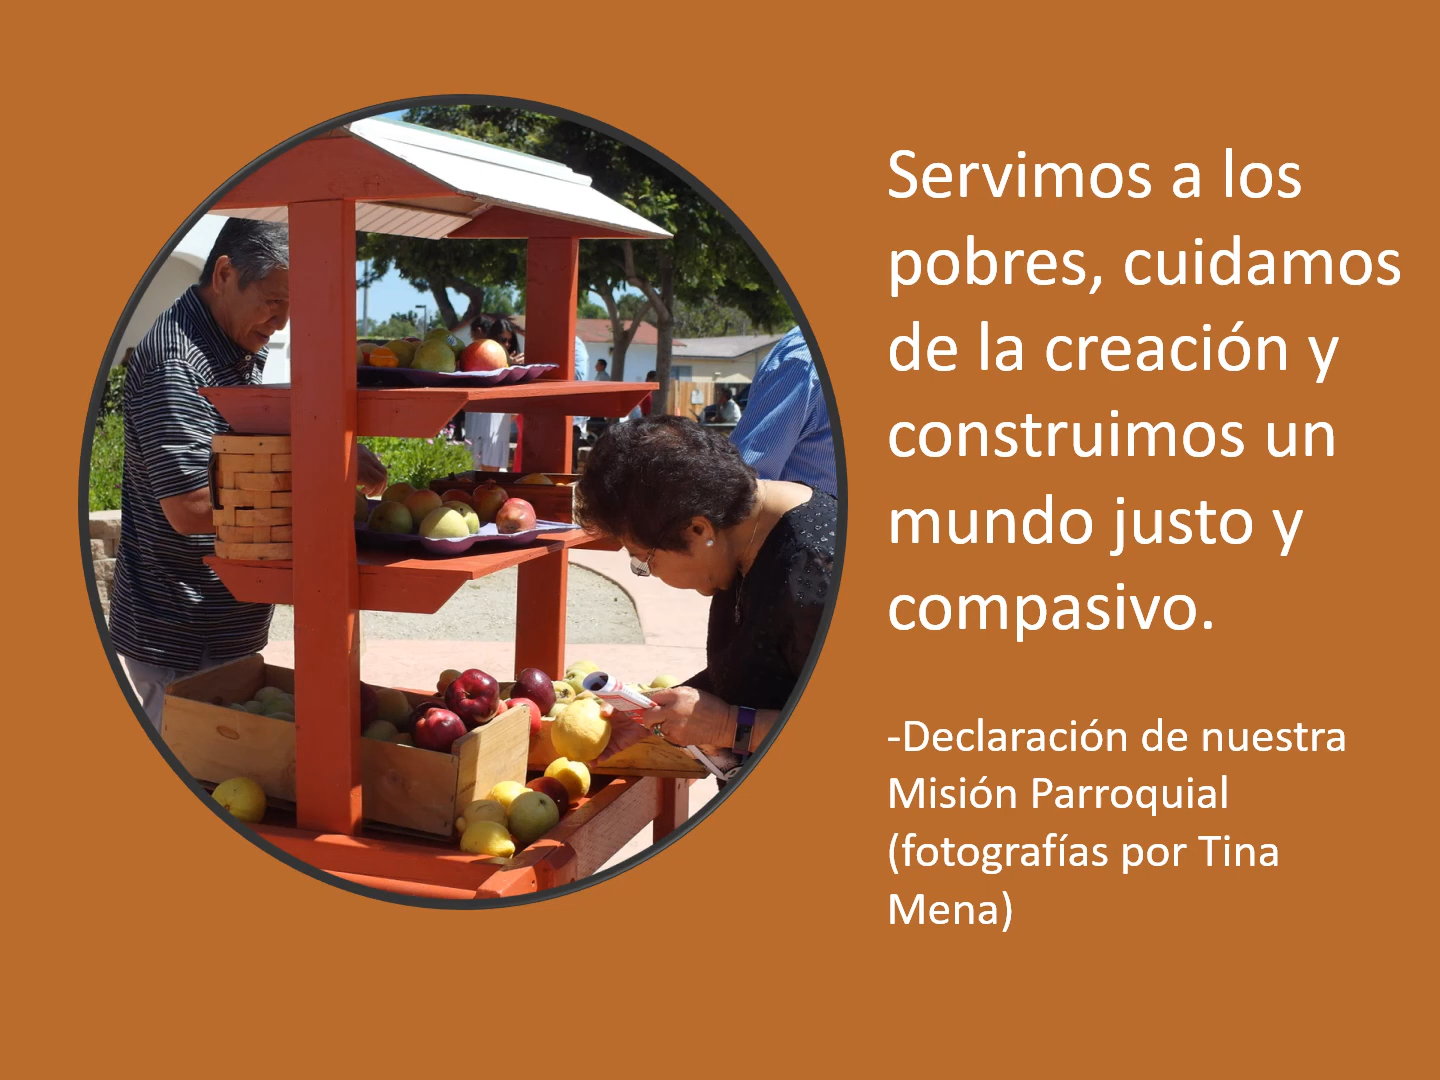 Servimos a los
pobres, cuidamos
de la creación y
construimos un
mundo justo y
compasivo.
-Declaración de nuestra
Misión Parroquial
(fotografías por Tina
Mena)